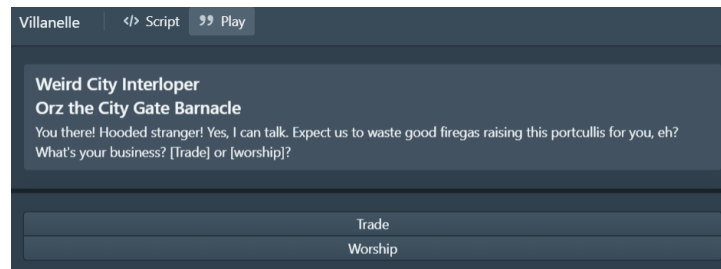 Villanelle </> Script ❞ Play
Weird City Interloper
Orz the City Gate Barnacle
You there! Hooded stranger! Yes, I can talk. Expect us to waste good firegas raising this portcullis for you, eh?
What's your business? [Trade] or [worship]?
Trade
Worship